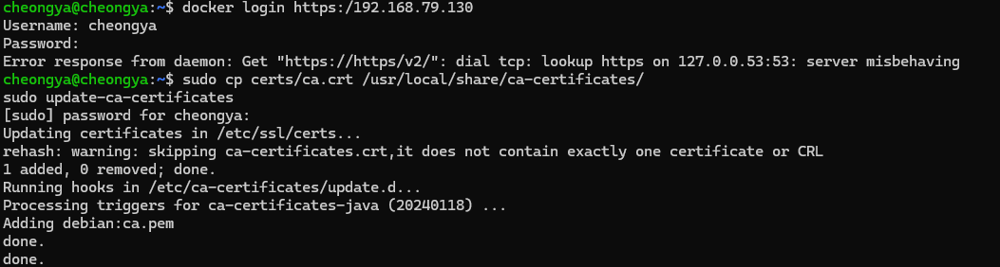 cheongya@cheongya:~$ docker login https:/192.168.79.130
Username: cheongya
Password:
Error response from daemon: Get "https://https/v2/": dial tcp: lookup https on 127.0.0.53:53: server misbehaving
cheongya@cheongya:~$ sudo cp certs/ca.crt /usr/local/share/ca-certificates/
sudo update-ca-certificates
[sudo] password for cheongya:
Updating certificates in /etc/ssl/certs...
rehash: warning: skipping ca-certificates.crt,it does not contain exactly one certificate or CRL
1 added, 0 removed; done.
Running hooks in /etc/ca-certificates/update.d...
Processing triggers for ca-certificates-java (20240118) ...
Adding debian:ca.pem
done.
done.